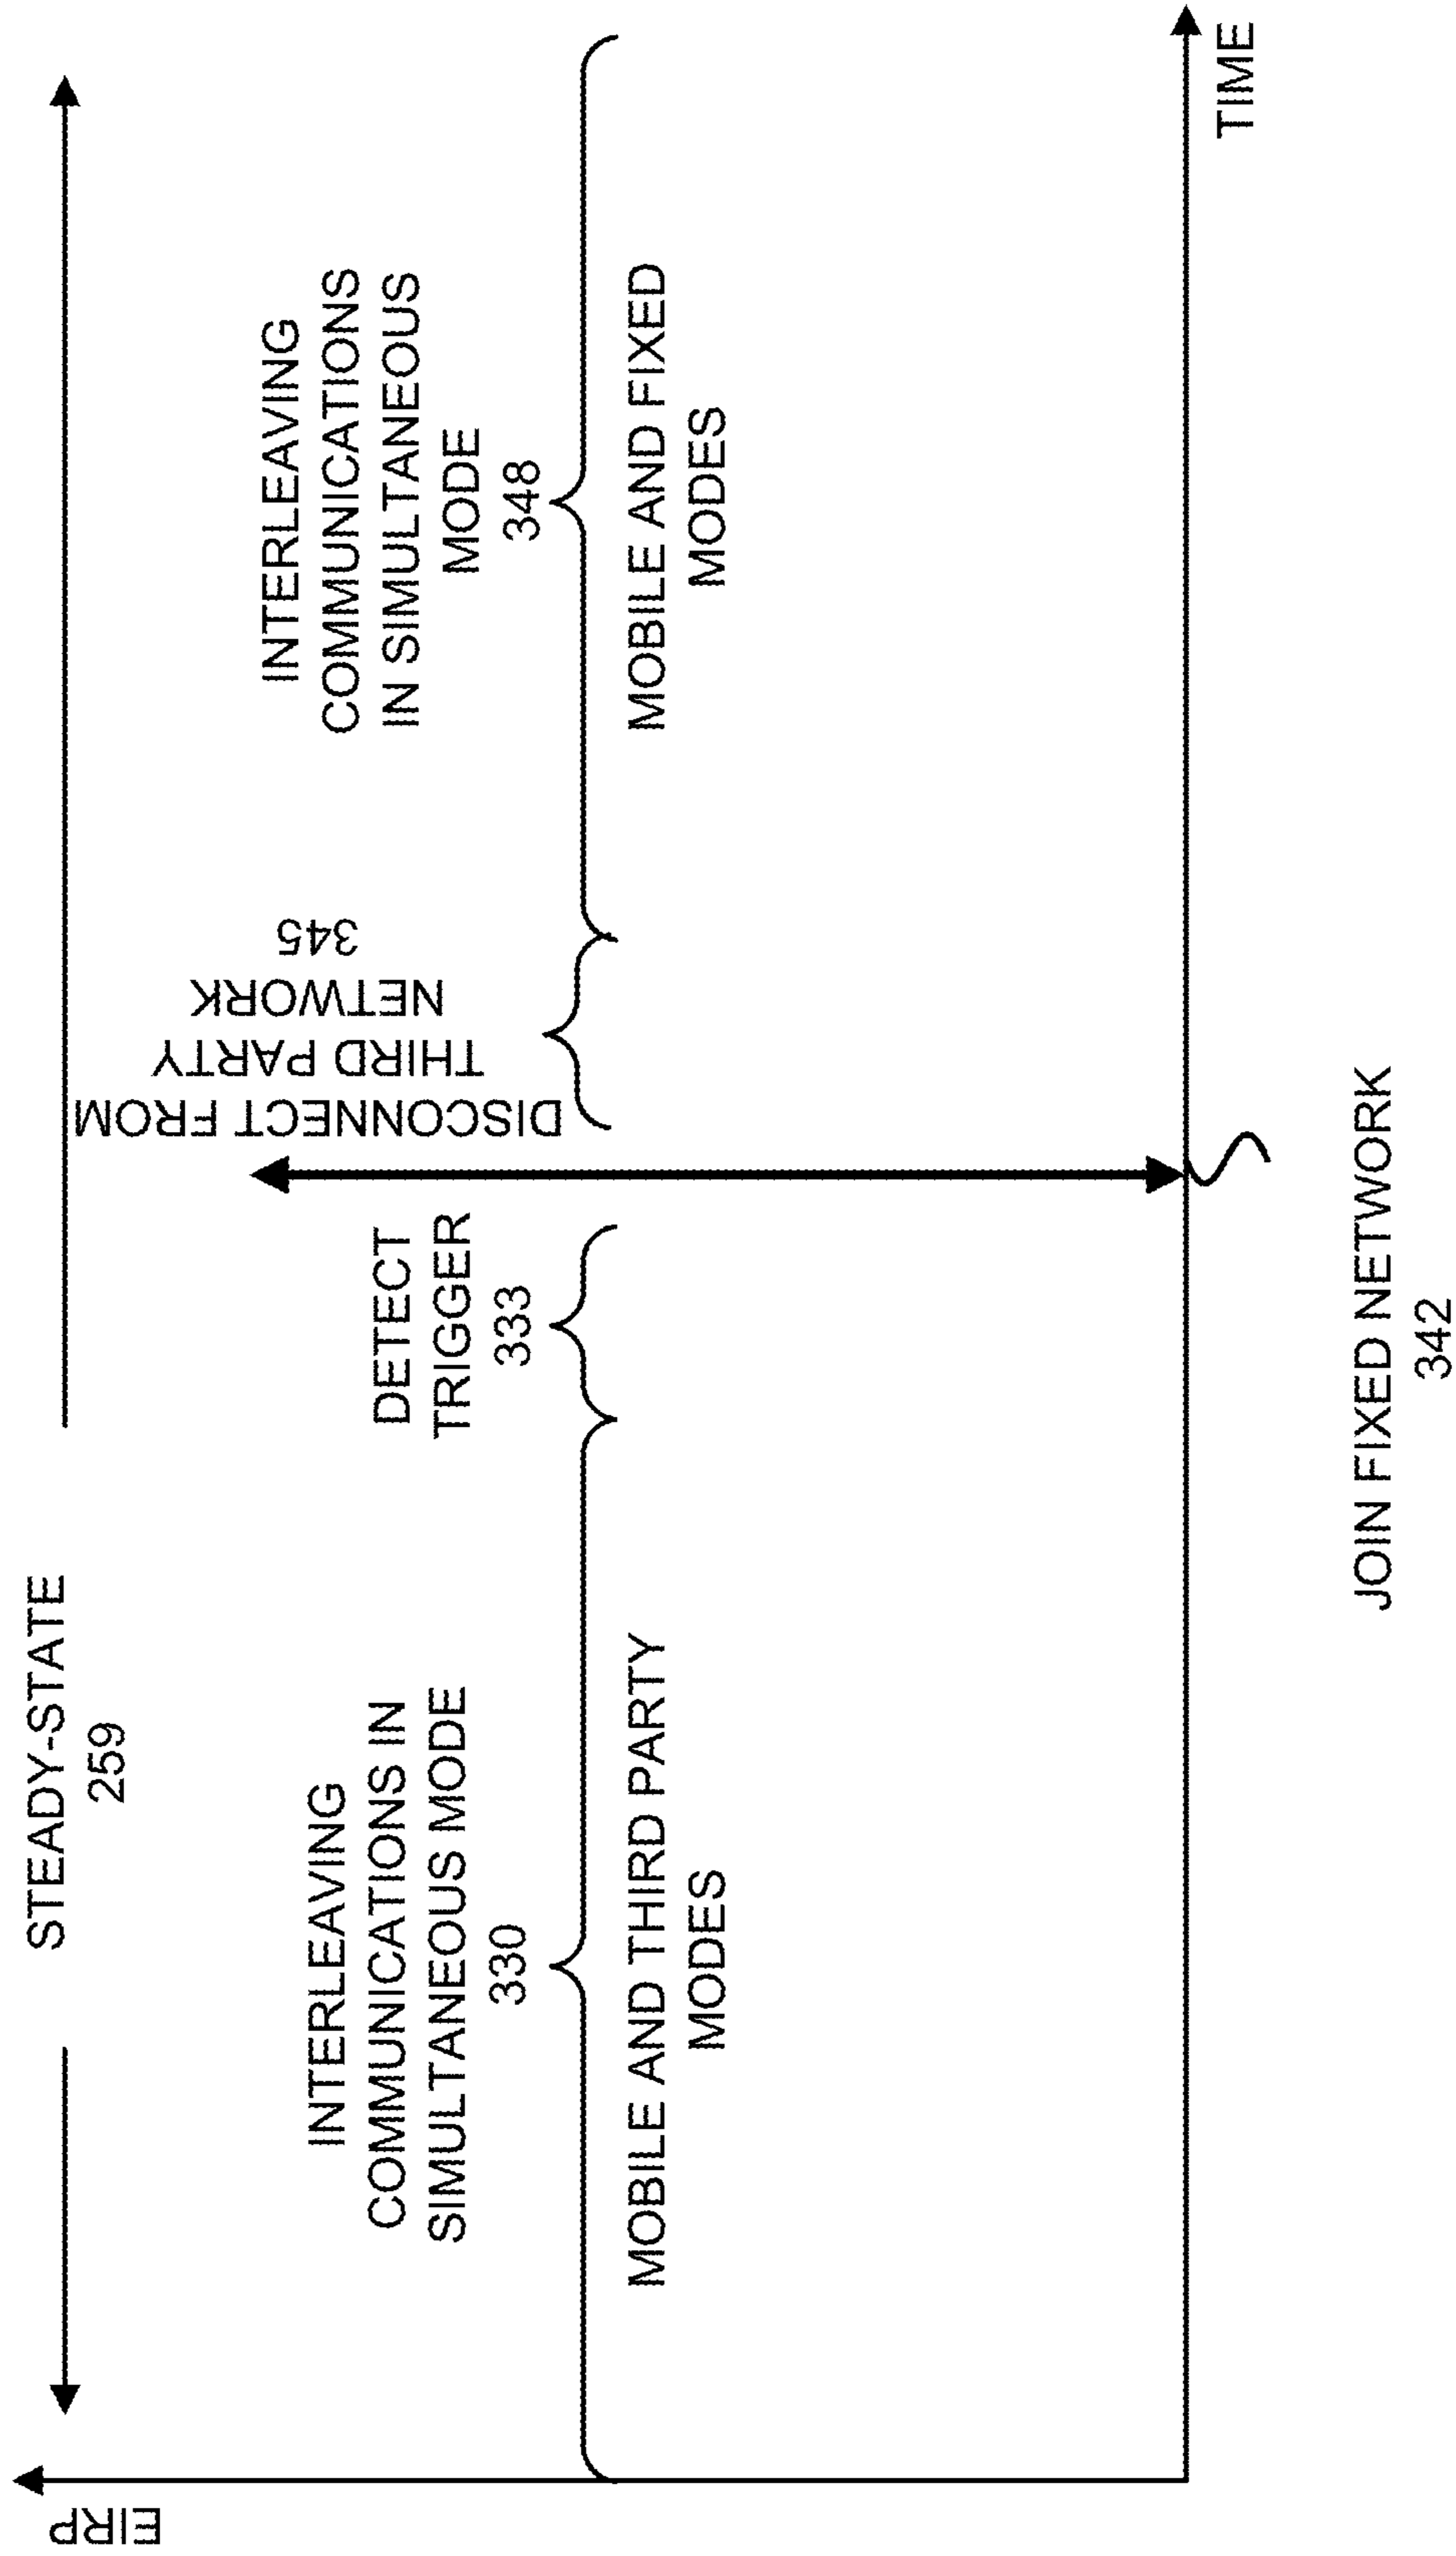 EIRP
STEADY-STATE
259
INTERLEAVING
COMMUNICATIONS IN
SIMULTANEOUS MODE
330
MOBILE AND THIRD PARTY
MODES
DETECT
TRIGGER
333
DISCONNECT FROM
THIRD PARTY
NETWORK
345
INTERLEAVING
COMMUNICATIONS
IN SIMULTANEOUS
MODE
348
MOBILE AND FIXED
MODES
TIME
JOIN FIXED NETWORK
342